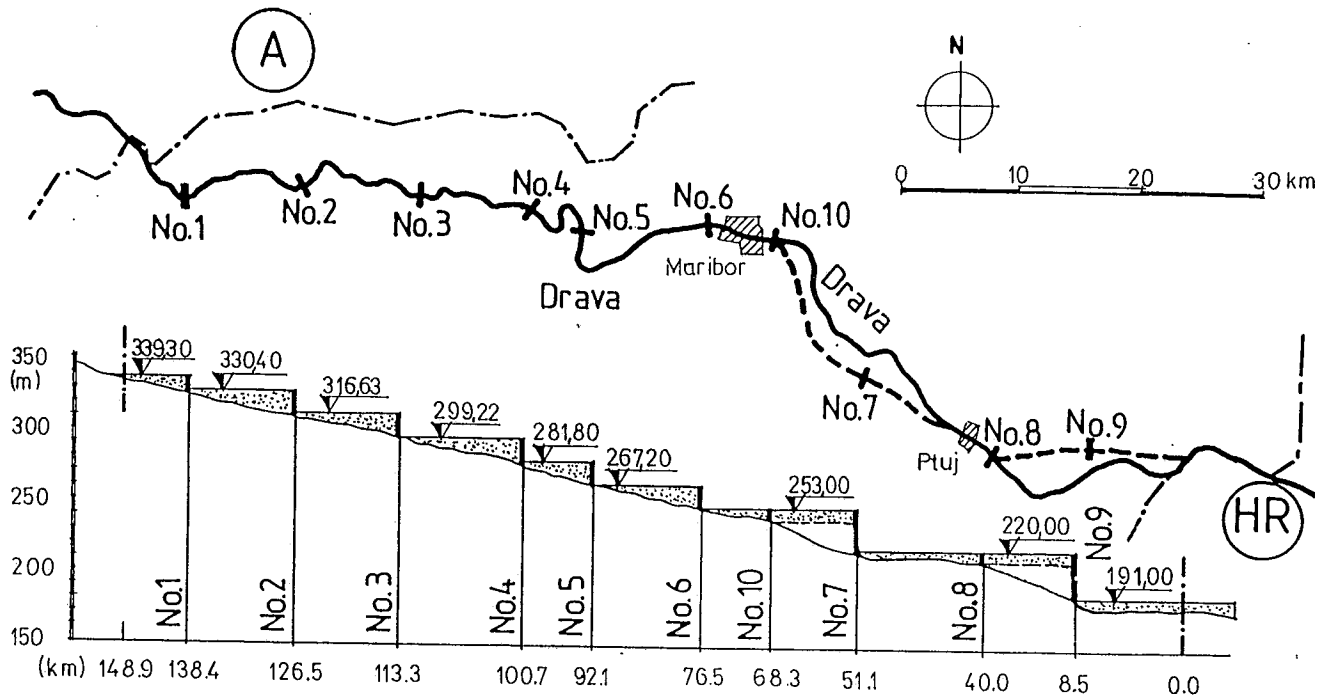 A
N
0 10 20 30 km
No.1
No.2
No.3
No.4
No.5
No.6
No.10
Maribor
Drava
Drava
No.7
Ptuj
No.8
No.9
HR
350
(m)
300
250
200
150
339,30
330,40
316,63
299,22
281,80
267,20
253,00
220,00
191,00
No.1
No.2
No.3
No.4
No.5
No.6
No.10
No.7
No.8
No.9
(km) 148.9 138.4 126.5 113.3 100.7 92.1 76.5 68.3 51.1 40.0 8.5 0.0